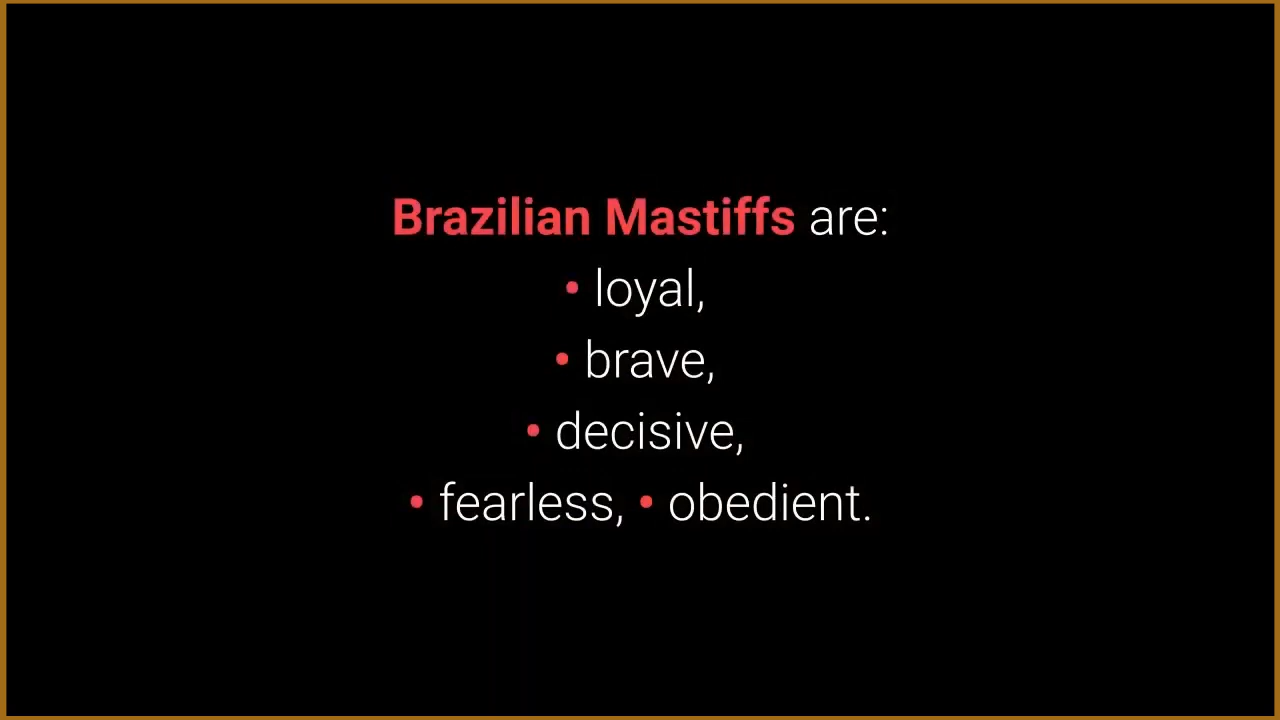 Brazilian Mastiffs are:
• loyal,
• brave,
• decisive,
• fearless, • obedient.